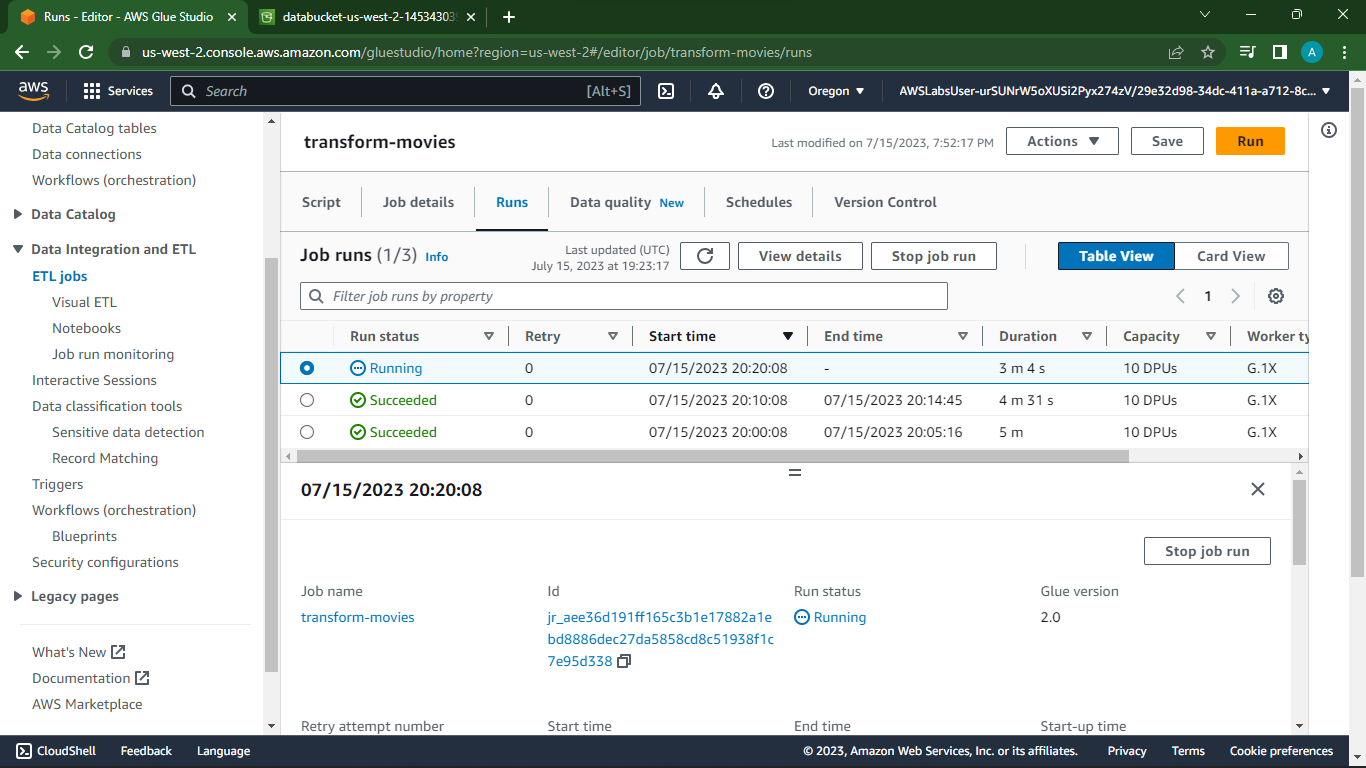 Runs - Editor - AWS Glue Studio
databucket-us-west-2-145343039
us-west-2.console.aws.amazon.com/gluestudio/home?region=us-west-2#/editor/job/transform-movies/runs
A
aws
Services
Search
[Alt+S]
Oregon
AWSLabsUser-urSUNrW5oXUSi2Pyx274zV/29e32d98-34dc-411a-a712-8c...
Data Catalog tables
Data connections
Workflows (orchestration)
Data Catalog
Data Integration and ETL
ETL jobs
Visual ETL
Notebooks
Job run monitoring
Interactive Sessions
Data classification tools
Sensitive data detection
Record Matching
Triggers
Workflows (orchestration)
Blueprints
Security configurations
Legacy pages
What's New
Documentation
AWS Marketplace
transform-movies
Last modified on 7/15/2023, 7:52:17 PM
Actions
Save
Run
Script
Job details
Runs
Data quality New
Schedules
Version Control
Job runs (1/3) Info
Last updated (UTC)
July 15, 2023 at 19:23:17
View details
Stop job run
Table View
Card View
Filter job runs by property
1
Run status Retry Start time End time Duration Capacity Worker ty
Running 0 07/15/2023 20:20:08 - 3 m 4 s 10 DPUs G.1X
Succeeded 0 07/15/2023 20:10:08 07/15/2023 20:14:45 4 m 31 s 10 DPUs G.1X
Succeeded 0 07/15/2023 20:00:08 07/15/2023 20:05:16 5 m 10 DPUs G.1X
07/15/2023 20:20:08
Stop job run
Job name
transform-movies
Id
jr_aee36d191ff165c3b1e17882a1e
bd8886dec27da5858cd8c51938f1c
7e95d338
Run status
Running
Glue version
2.0
Retry attempt number
Start time
End time
Start-up time
CloudShell
Feedback
Language
© 2023, Amazon Web Services, Inc. or its affiliates.
Privacy
Terms
Cookie preferences